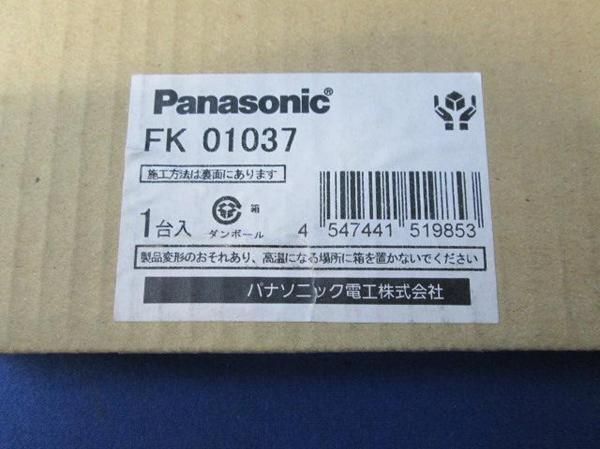 Panasonic®
FK 01037
施工方法は裏面にあります
1台入
箱
ダンボール
4 547441 519853
製品変形のおそれあり、高温になる場所に箱を置かないでください
パナソニック電工株式会社